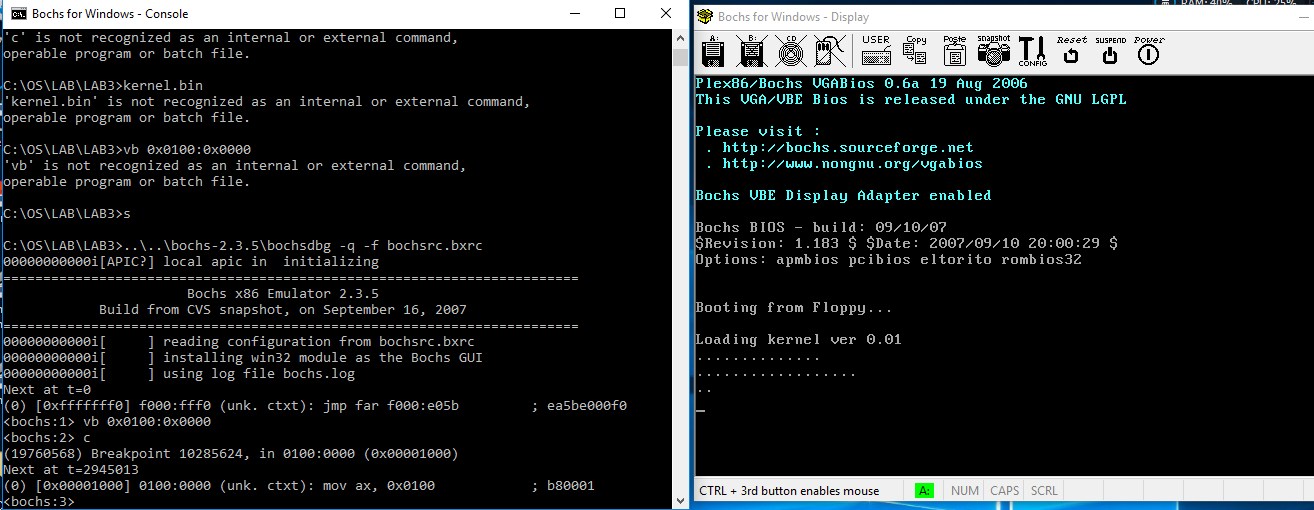 Bochs for Windows - Console
'c' is not recognized as an internal or external command,
operable program or batch file.
C:\OS\LAB\LAB3>kernel.bin
'kernel.bin' is not recognized as an internal or external command,
operable program or batch file.
C:\OS\LAB\LAB3>vb 0x0100:0x0000
'vb' is not recognized as an internal or external command,
operable program or batch file.
C:\OS\LAB\LAB3>s
C:\OS\LAB\LAB3>..\..\bochs-2.3.5\bochsdbg -q -f bochsrc.bxrc
00000000000i[APIC?] local apic in  initializing
========================================================================
Bochs x86 Emulator 2.3.5
Build from CVS snapshot, on September 16, 2007
========================================================================
00000000000i[     ] reading configuration from bochsrc.bxrc
00000000000i[     ] installing win32 module as the Bochs GUI
00000000000i[     ] using log file bochs.log
Next at t=0
(0) [0xfffffff0] f000:fff0 (unk. ctxt): jmp far f000:e05b         ; ea5be000f0
<bochs:1> vb 0x0100:0x0000
<bochs:2> c
(19760568) Breakpoint 10285624, in 0100:0000 (0x00001000)
Next at t=2945013
(0) [0x00001000] 0100:0000 (unk. ctxt): mov ax, 0x0100            ; b80001
<bochs:3>
RAM: 40% CPU: 25%
Bochs for Windows - Display
A: B: CD USER Copy Paste snapshot CONFIG Reset SUSPEND Power
Plex86/Bochs VGABios 0.6a 19 Aug 2006
This VGA/VBE Bios is released under the GNU LGPL
Please visit :
. http://bochs.sourceforge.net
. http://www.nongnu.org/vgabios
Bochs VBE Display Adapter enabled
Bochs BIOS - build: 09/10/07
$Revision: 1.183 $ $Date: 2007/09/10 20:00:29 $
Options: apmbios pcibios eltorito rombios32
Booting from Floppy...
Loading kernel ver 0.01
..............
..................
..
_
CTRL + 3rd button enables mouse A: NUM CAPS SCRL